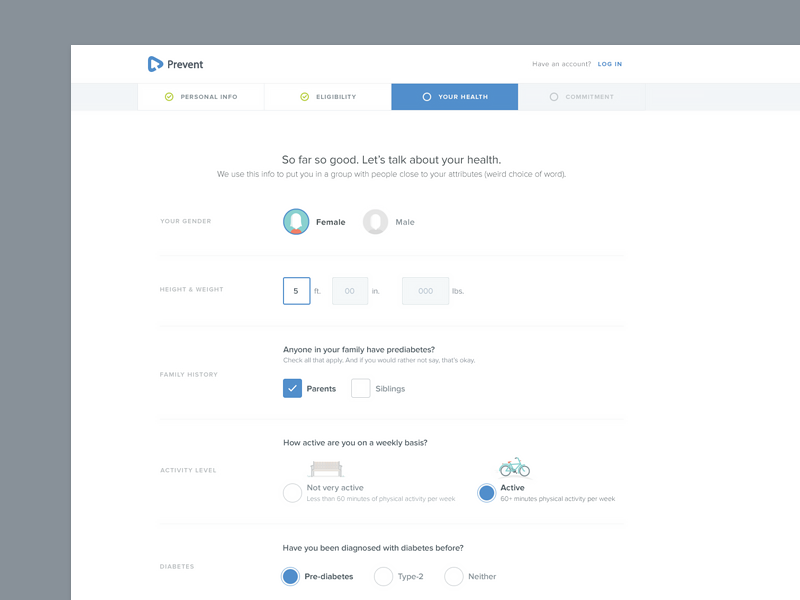 Prevent
Have an account? LOG IN
PERSONAL INFO
ELIGIBILITY
YOUR HEALTH
COMMITMENT
So far so good. Let's talk about your health.
We use this info to put you in a group with people close to your attributes (weird choice of word).
YOUR GENDER
Female
Male
HEIGHT & WEIGHT
5 ft. 00 in. 000 lbs.
Anyone in your family have prediabetes?
Check all that apply. And if you would rather not say, that's okay.
FAMILY HISTORY
Parents
Siblings
How active are you on a weekly basis?
ACTIVITY LEVEL
Not very active
Less than 60 minutes of physical activity per week
Active
60+ minutes physical activity per week
Have you been diagnosed with diabetes before?
DIABETES
Pre-diabetes
Type-2
Neither